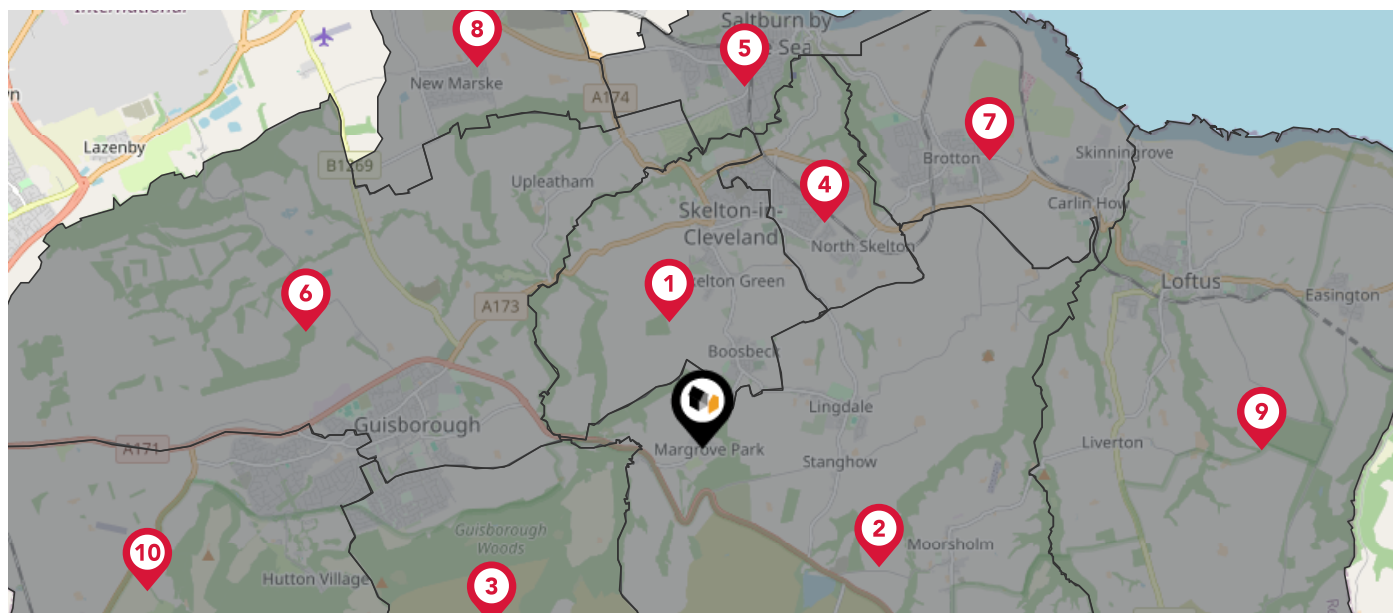 International
8
5
Saltburn by
the Sea
New Marske
A174
7
Lazenby
B1269
Brotton
Skinningrove
Upleatham
4
Skelton-in-
Cleveland
Carlin How
North Skelton
1
Skelton Green
Loftus
6
A173
Easington
Boosbeck
Lingdale
9
Guisborough
A171
Margrove Park
Liverton
Stanghow
2
Guisborough
Woods
Moorsholm
10
Hutton Village
3